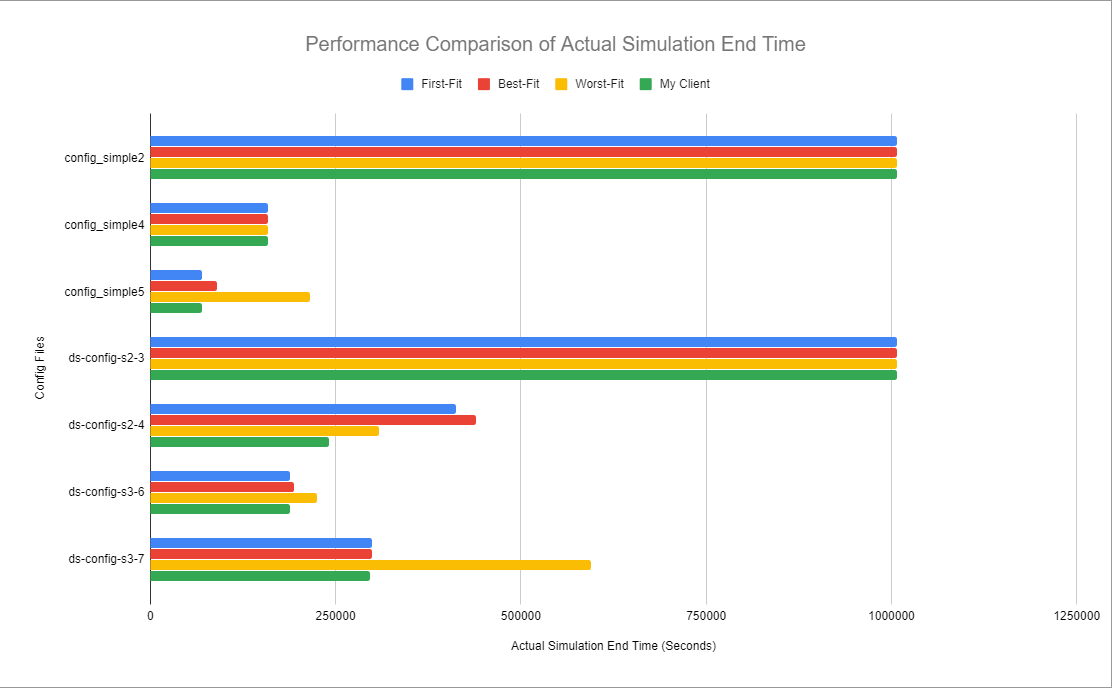 Performance Comparison of Actual Simulation End Time
First-Fit Best-Fit Worst-Fit My Client
Config Files
config_simple2
config_simple4
config_simple5
ds-config-s2-3
ds-config-s2-4
ds-config-s3-6
ds-config-s3-7
0 250000 500000 750000 1000000 1250000
Actual Simulation End Time (Seconds)